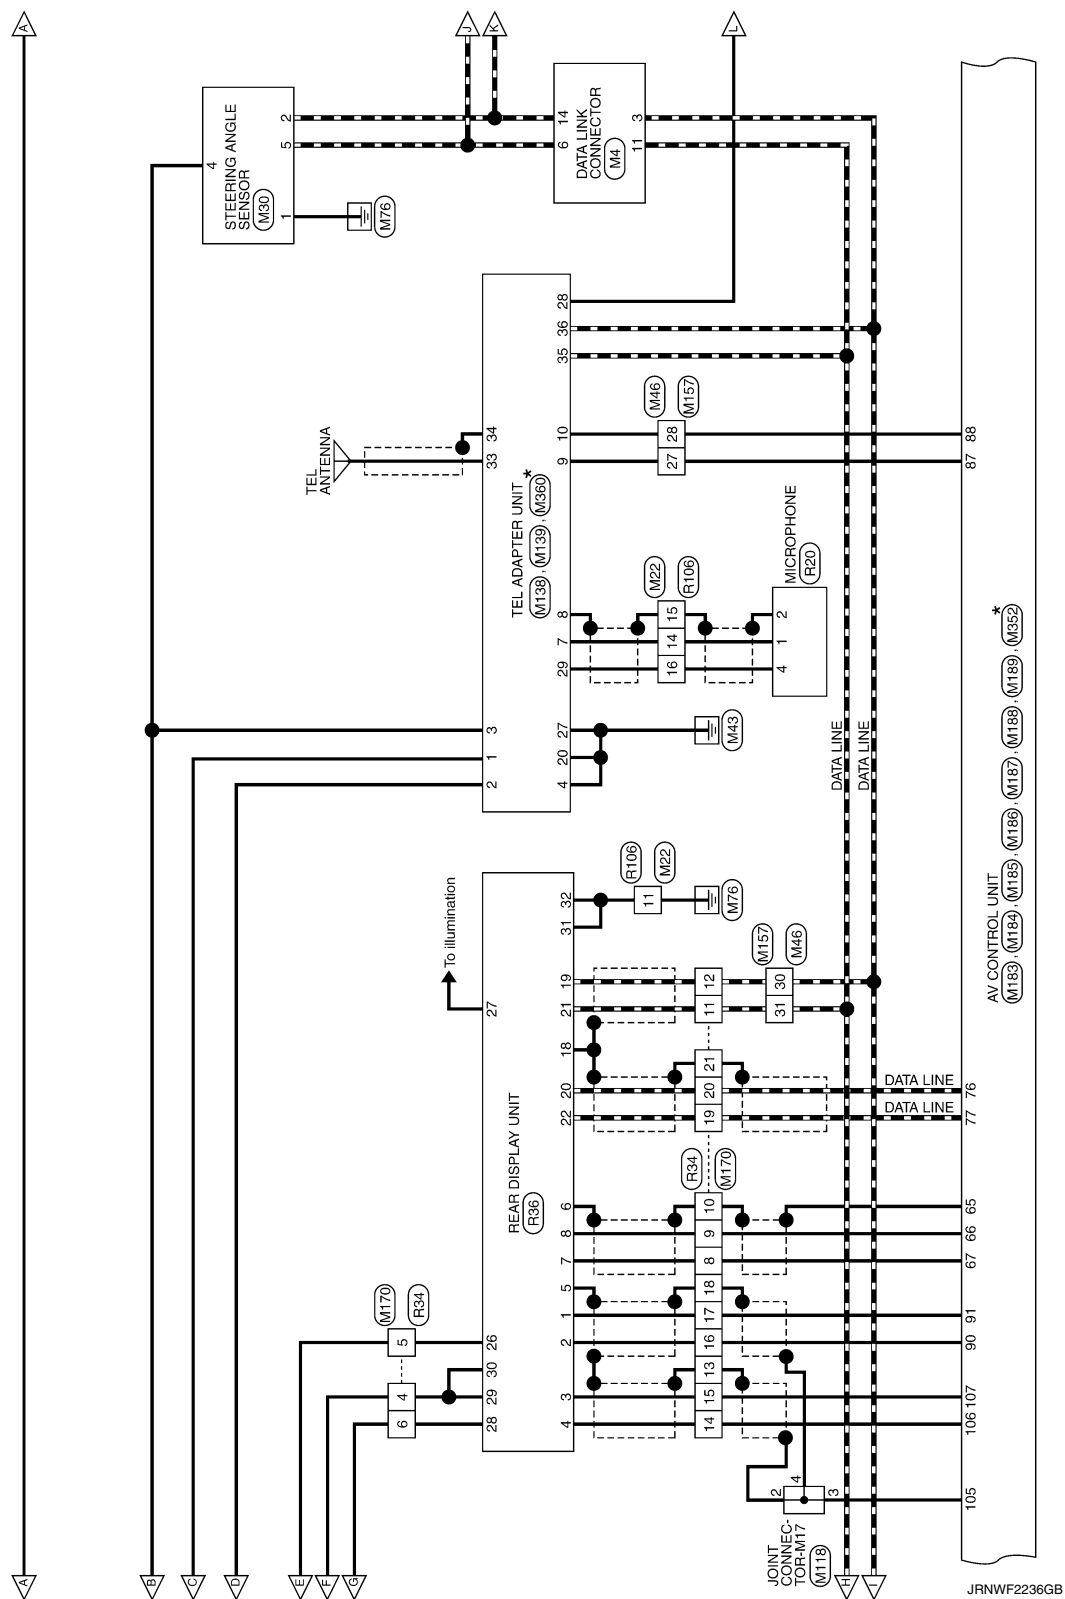 A
J
K
L
STEERING ANGLE
SENSOR
M30
2
5
4
1
M76
14
6
DATA LINK
CONNECTOR
M4
3
11
TEL
ANTENNA
34
33
28
36
35
10
9
TEL ADAPTER UNIT *
M138 , M139 , M360
M46
M157
28
27
88
87
8
7
29
M22
R106
15
14
16
MICROPHONE
R20
2
1
4
3
1
2
27
20
4
M43
DATA LINE
DATA LINE
AV CONTROL UNIT
M183 , M184 , M185 , M186 , M187 , M188 , M189 , M352 *
To illumination
27
32
31
R106
M22
11
M76
19
21
18
20
22
12
11
M157
M46
30
31
21
20
19
DATA LINE
76
DATA LINE
77
REAR DISPLAY UNIT
R36
R34
M170
6
8
7
5
1
2
3
4
10
9
8
18
17
16
13
15
14
65
66
67
91
90
107
106
M170
R34
5
4
6
26
30
29
28
JOINT
CONNEC-
TOR-M17
M118
2
4
3
105
A
B
C
D
E
F
G
H
I
JRNWF2236GB